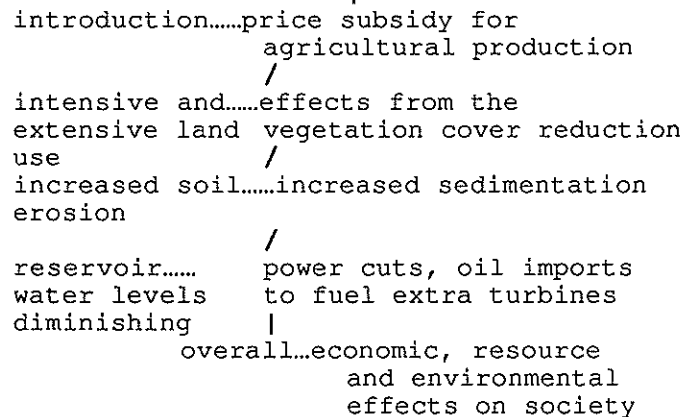 introduction……price subsidy for
agricultural production
/
intensive and……effects from the
extensive land vegetation cover reduction
use /
increased soil……increased sedimentation
erosion
/
reservoir…… power cuts, oil imports
water levels to fuel extra turbines
diminishing |
overall…economic, resource
and environmental
effects on society